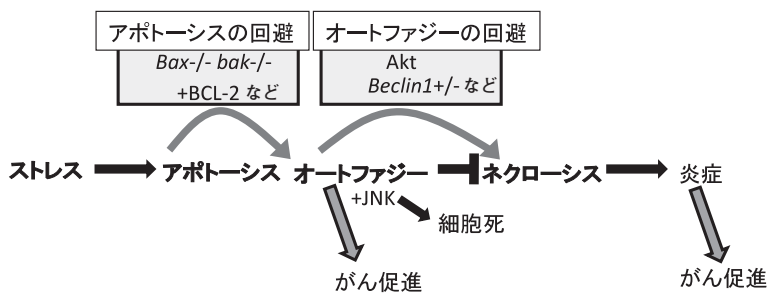 アポトーシスの回避
オートファジーの回避
Bax-/- bak-/-
+BCL-2 など
Akt
Beclin1+/- など
ストレス
アポトーシス
オートファジー
ネクローシス
炎症
+JNK
細胞死
がん促進
がん促進